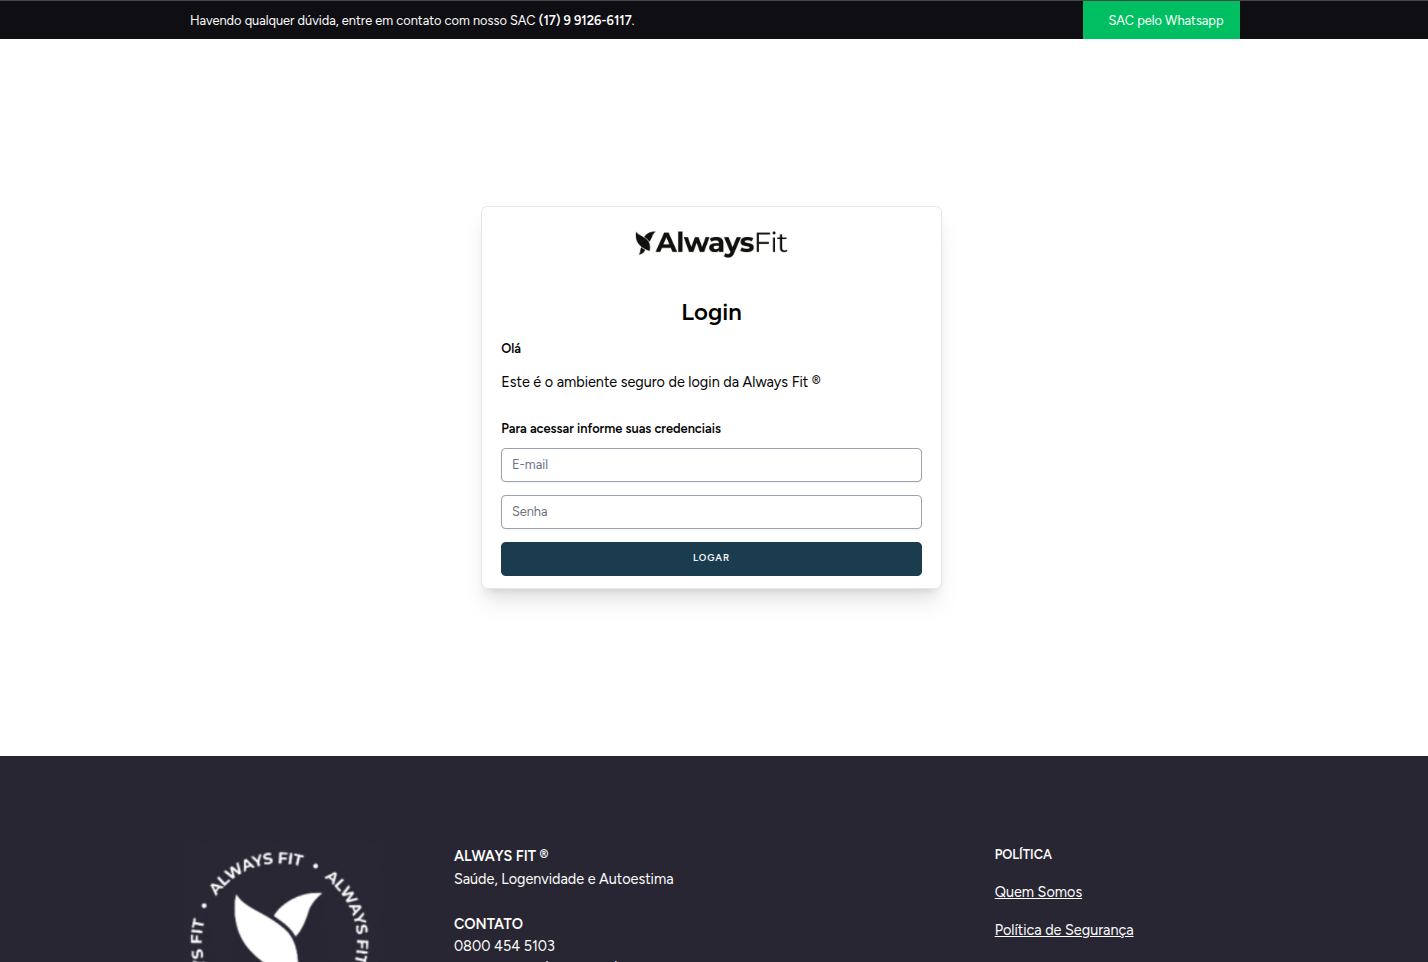 Havendo qualquer dúvida, entre em contato com nosso SAC (17) 9 9126-6117.
SAC pelo Whatsapp
AlwaysFit
Login
Olá
Este é o ambiente seguro de login da Always Fit ®
Para acessar informe suas credenciais
E-mail
Senha
LOGAR
ALWAYS FIT • ALWAYS FIT •
ALWAYS FIT ®
Saúde, Logenvidade e Autoestima
CONTATO
0800 454 5103
POLÍTICA
Quem Somos
Política de Segurança